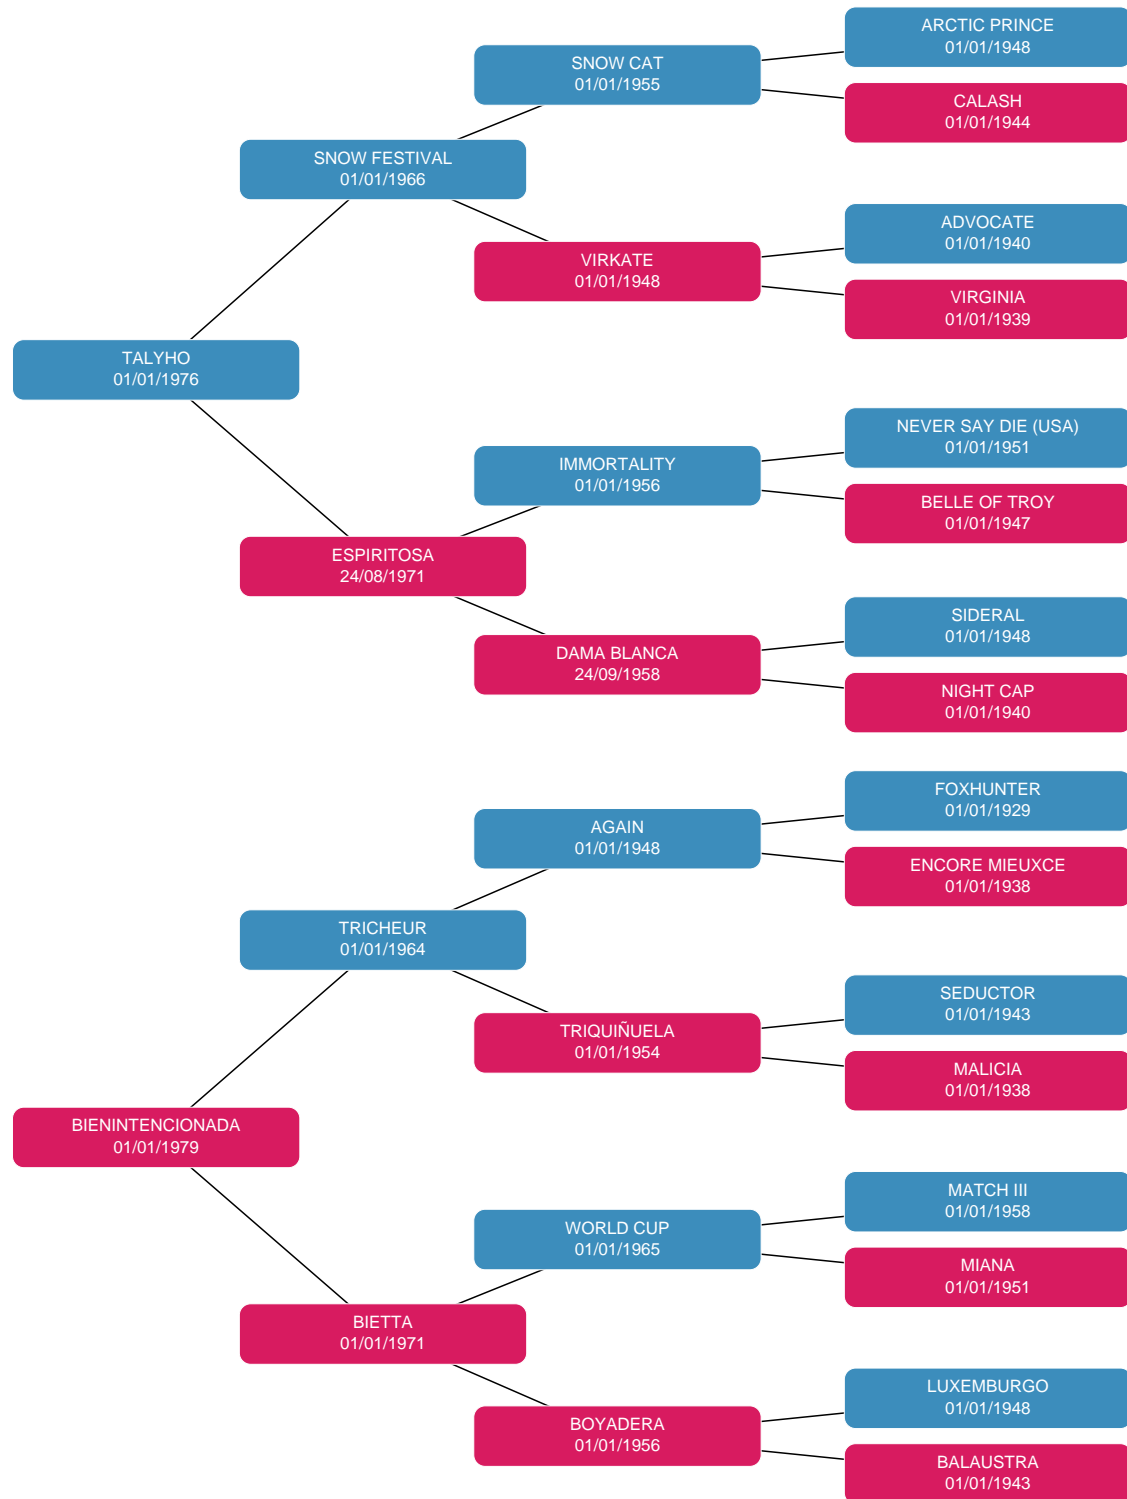 ARCTIC PRINCE
01/01/1948
SNOW CAT
01/01/1955
CALASH
01/01/1944
SNOW FESTIVAL
01/01/1966
ADVOCATE
01/01/1940
VIRKATE
01/01/1948
VIRGINIA
01/01/1939
TALYHO
01/01/1976
NEVER SAY DIE (USA)
01/01/1951
IMMORTALITY
01/01/1956
BELLE OF TROY
01/01/1947
ESPIRITOSA
24/08/1971
SIDERAL
01/01/1948
DAMA BLANCA
24/09/1958
NIGHT CAP
01/01/1940
FOXHUNTER
01/01/1929
AGAIN
01/01/1948
ENCORE MIEUXCE
01/01/1938
TRICHEUR
01/01/1964
SEDUCTOR
01/01/1943
TRIQUIÑUELA
01/01/1954
MALICIA
01/01/1938
BIENINTENCIONADA
01/01/1979
MATCH III
01/01/1958
WORLD CUP
01/01/1965
MIANA
01/01/1951
BIETTA
01/01/1971
LUXEMBURGO
01/01/1948
BOYADERA
01/01/1956
BALAUSTRA
01/01/1943